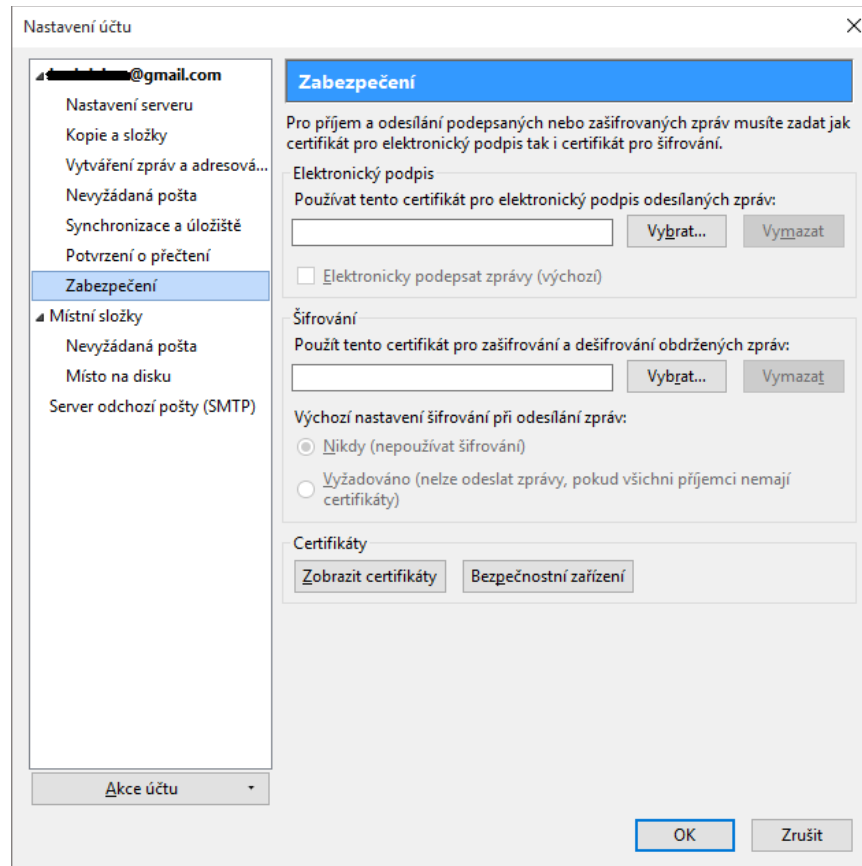 Nastavení účtu
@gmail.com
Nastavení serveru
Kopie a složky
Vytváření zpráv a adresová...
Nevyžádaná pošta
Synchronizace a úložiště
Potvrzení o přečtení
Zabezpečení
Místní složky
Nevyžádaná pošta
Místo na disku
Server odchozí pošty (SMTP)
Akce účtu
Zabezpečení
Pro příjem a odesílání podepsaných nebo zašifrovaných zpráv musíte zadat jak
certifikát pro elektronický podpis tak i certifikát pro šifrování.
Elektronický podpis
Používat tento certifikát pro elektronický podpis odesílaných zpráv:
Vybrat... Vymazat
Elektronicky podepsat zprávy (výchozí)
Šifrování
Použít tento certifikát pro zašifrování a dešifrování obdržených zpráv:
Vybrat... Vymazat
Výchozí nastavení šifrování při odesílání zpráv:
Nikdy (nepoužívat šifrování)
Vyžadováno (nelze odeslat zprávy, pokud všichni příjemci nemají
certifikáty)
Certifikáty
Zobrazit certifikáty Bezpečnostní zařízení
OK Zrušit